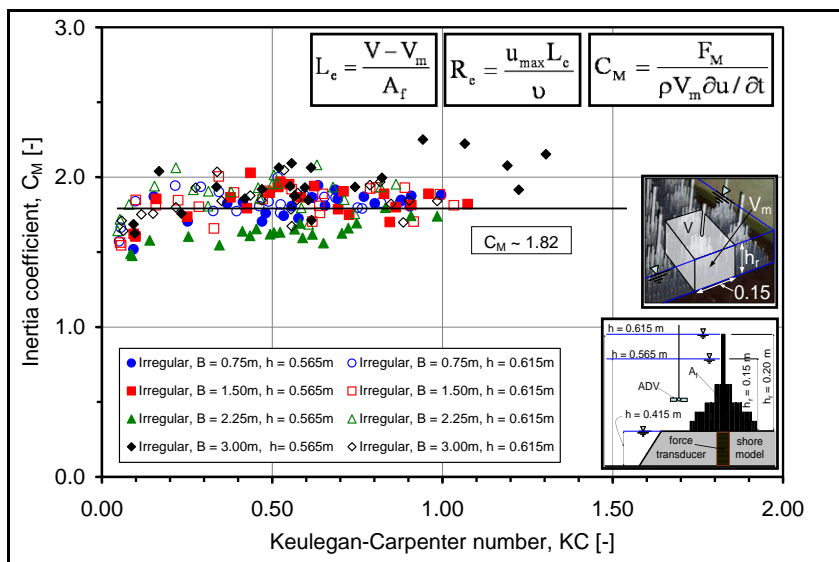 3.0
2.0
1.0
0.0
0.00
0.50
1.00
1.50
2.00
Inertia coefficient, C_M [-]
Keulegan-Carpenter number, KC [-]
L_e = (V – V_m) / A_f
R_e = u_max L_e / υ
C_M = F_M / (ρV_m ∂u / ∂t)
C_M ~ 1.82
V
V_m
h_r
0.15
h = 0.615 m
h = 0.565 m
A_f
ADV
h = 0.415 m
h_r = 0.15 m
h_r = 0.20 m
force transducer
shore model
Irregular, B = 0.75m, h = 0.565m
Irregular, B = 0.75m, h = 0.615m
Irregular, B = 1.50m, h = 0.565m
Irregular, B = 1.50m, h = 0.615m
Irregular, B = 2.25m, h = 0.565m
Irregular, B = 2.25m, h = 0.615m
Irregular, B = 3.00m, h= 0.565m
Irregular, B = 3.00m, h = 0.615m